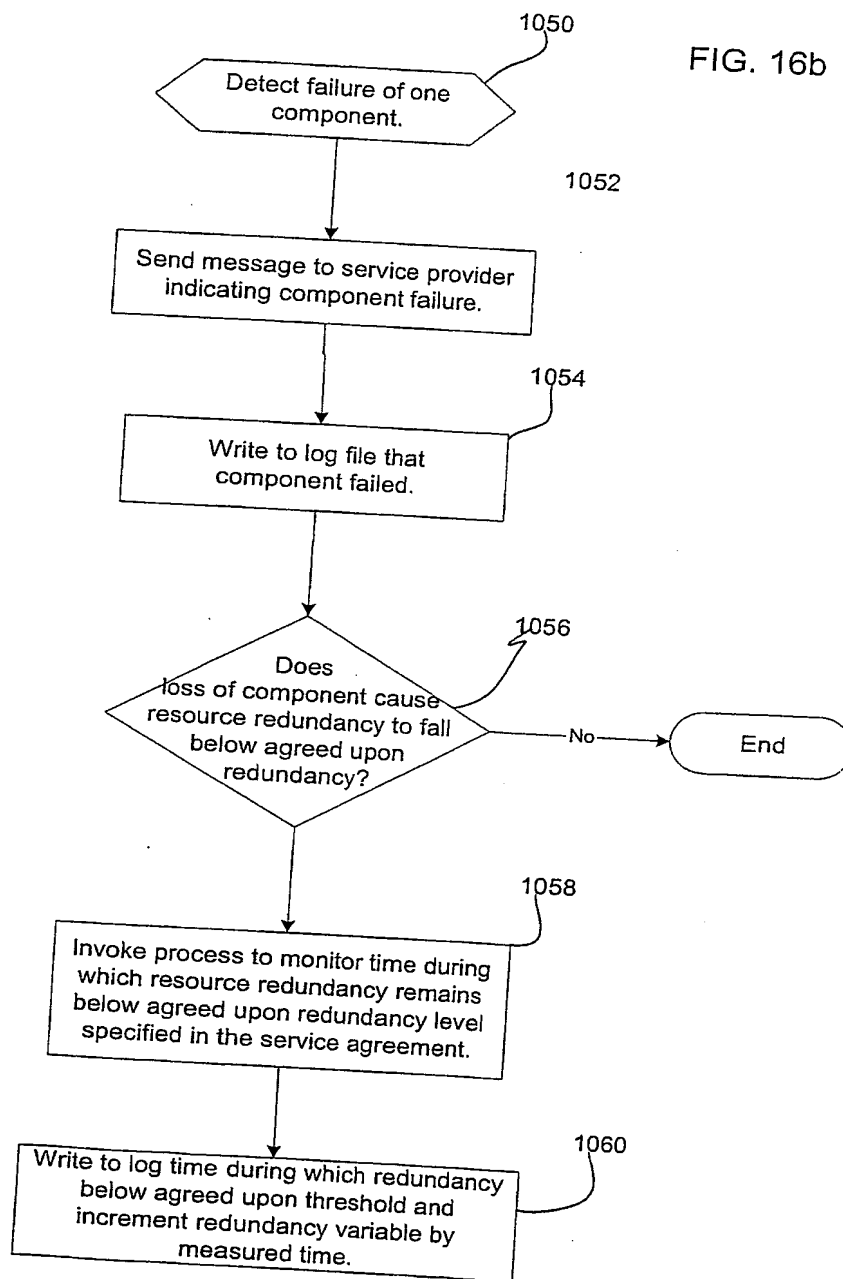 1050
FIG. 16b
Detect failure of one
component.
1052
Send message to service provider
indicating component failure.
1054
Write to log file that
component failed.
1056
Does
loss of component cause
resource redundancy to fall
below agreed upon
redundancy?
No
End
1058
Invoke process to monitor time during
which resource redundancy remains
below agreed upon redundancy level
specified in the service agreement.
1060
Write to log time during which redundancy
below agreed upon threshold and
increment redundancy variable by
measured time.